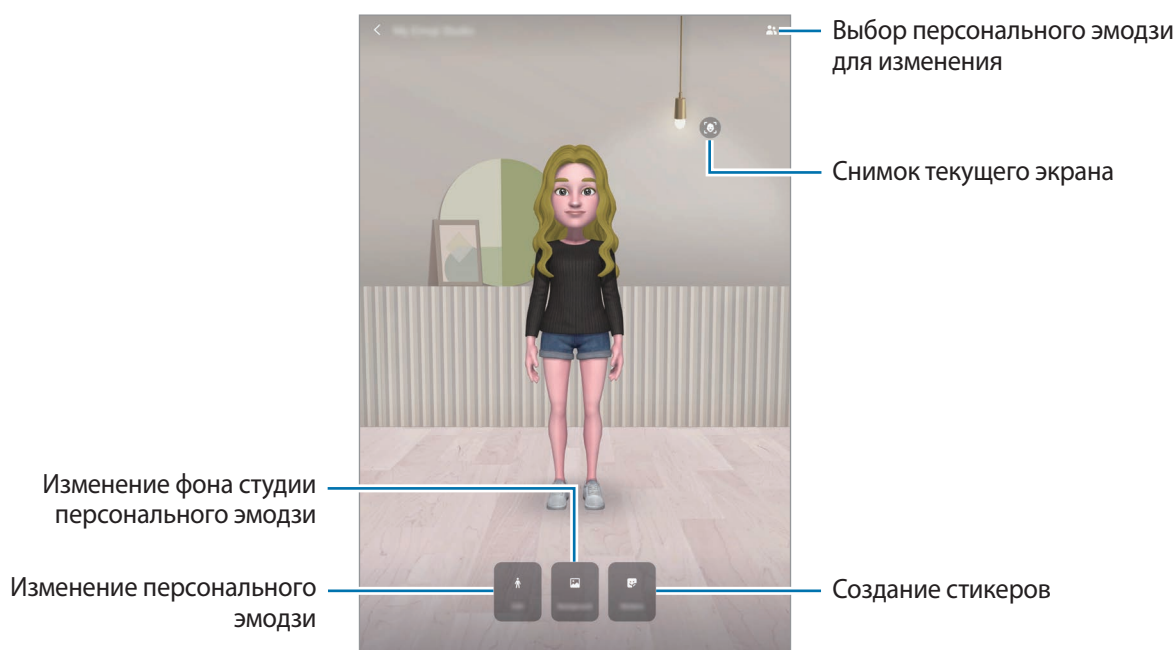 Выбор персонального эмодзи
для изменения
Снимок текущего экрана
Изменение фона студии
персонального эмодзи
Изменение персонального
эмодзи
Создание стикеров